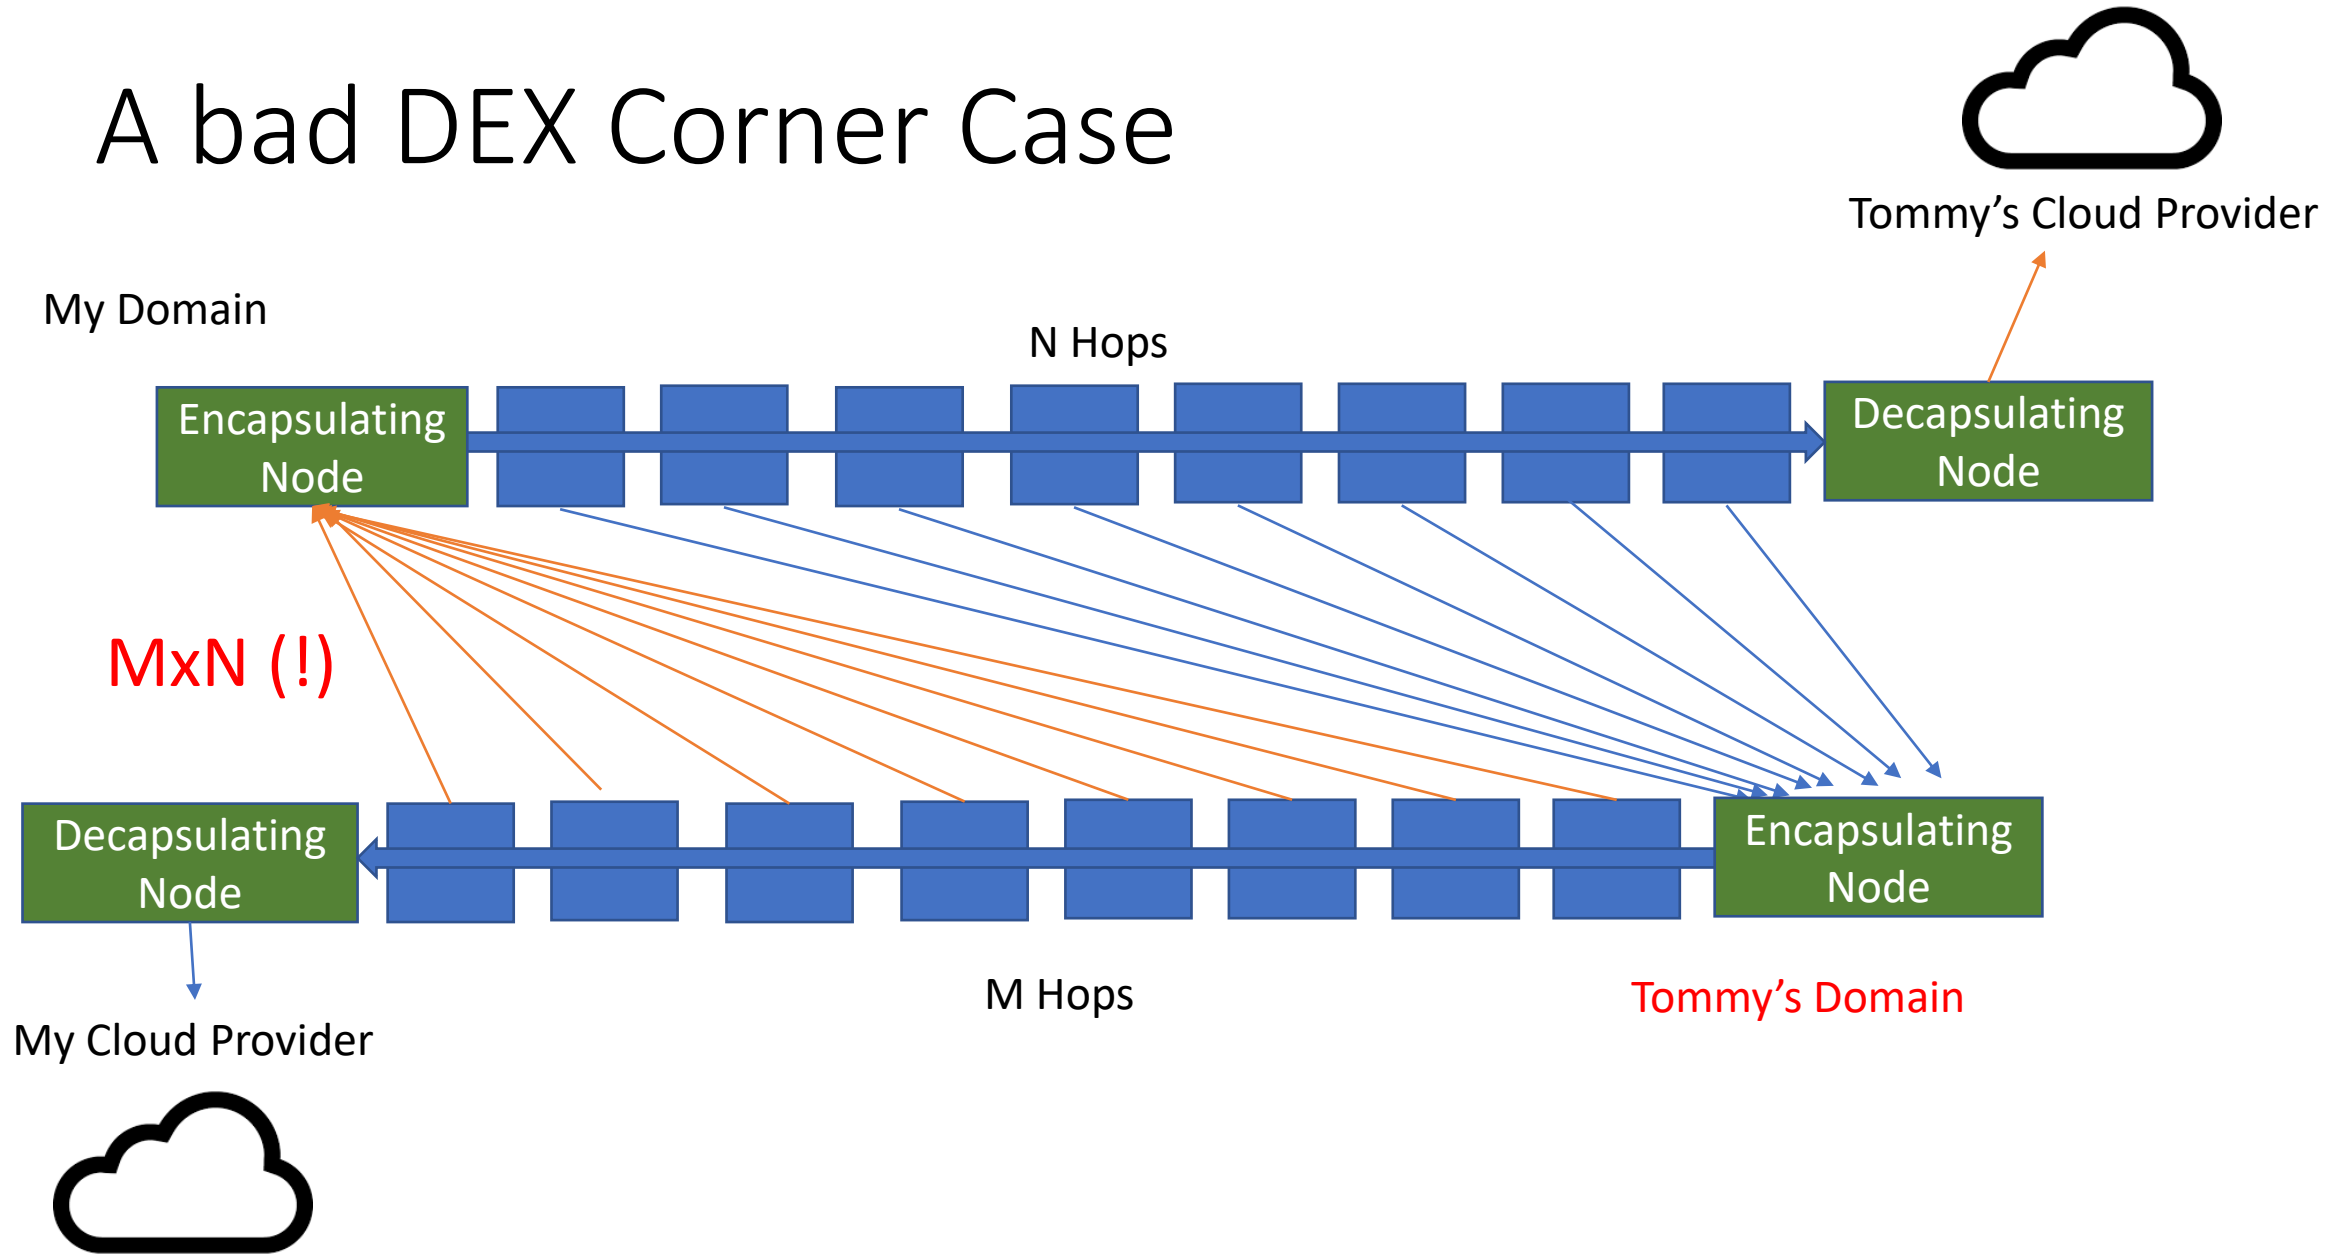 A bad DEX Corner Case
Tommy’s Cloud Provider
My Domain
N Hops
Encapsulating
Node
Decapsulating
Node
MxN (!)
Decapsulating
Node
Encapsulating
Node
M Hops
Tommy’s Domain
My Cloud Provider